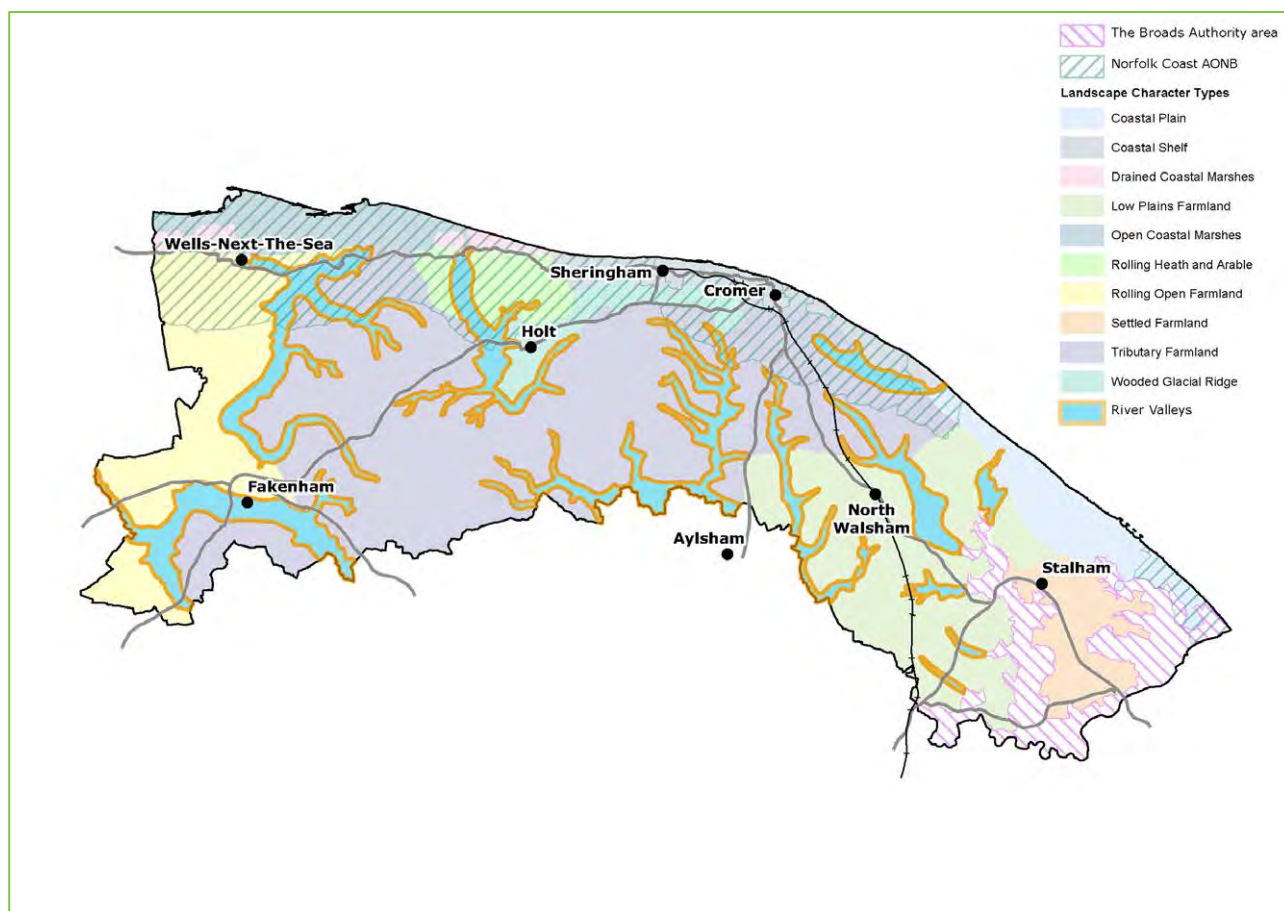 The Broads Authority area
Norfolk Coast AONB
Landscape Character Types
Coastal Plain
Coastal Shelf
Drained Coastal Marshes
Low Plains Farmland
Open Coastal Marshes
Rolling Heath and Arable
Rolling Open Farmland
Settled Farmland
Tributary Farmland
Wooded Glacial Ridge
River Valleys
Wells-Next-The-Sea
Sheringham
Cromer
Holt
Fakenham
North
Walsham
Aylsham
Stalham